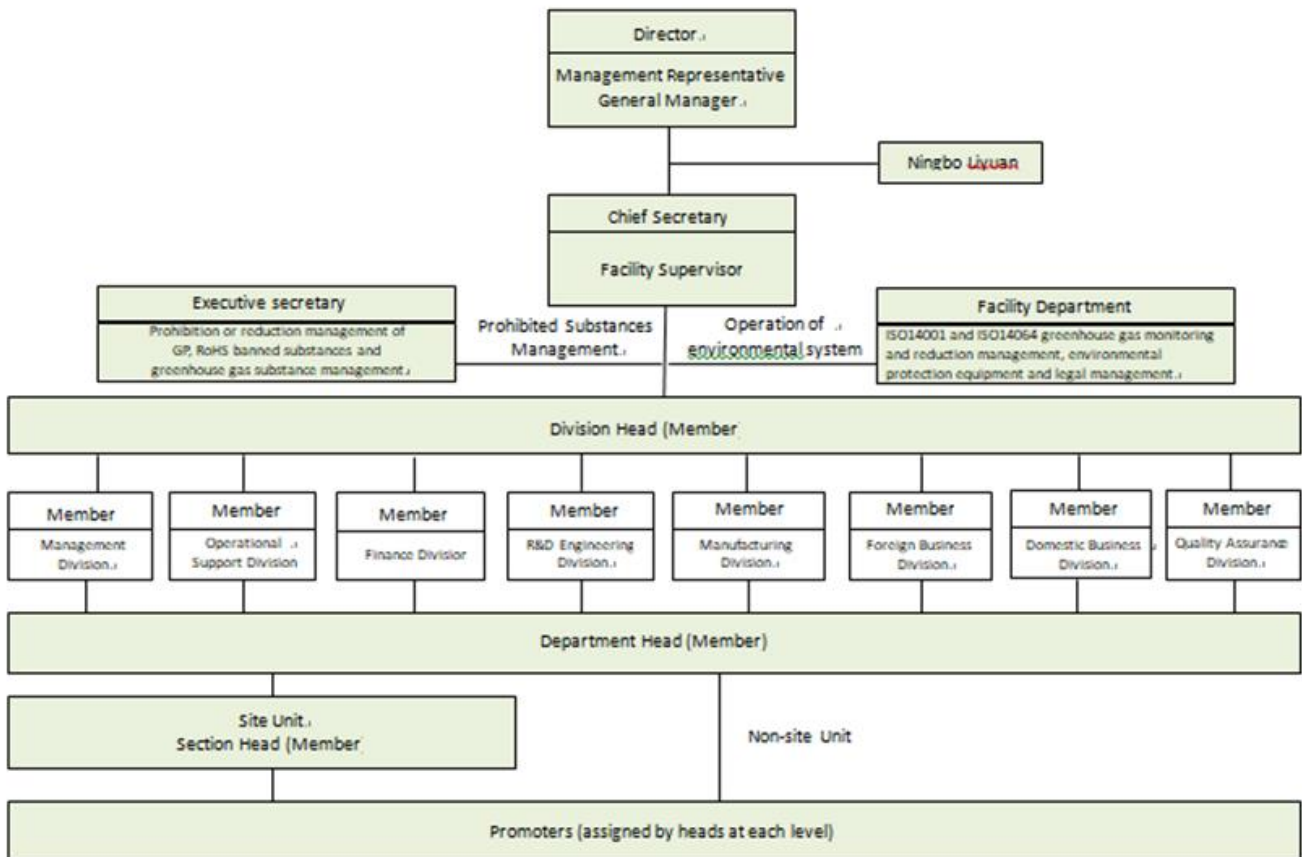 Director
Management Representative
General Manager
Ningbo Liyuan
Chief Secretary
Facility Supervisor
Executive secretary
Prohibition or reduction management of
GP, RoHS banned substances and
greenhouse gas substance management
Prohibited Substances
Management
Operation of
environmental system
Facility Department
ISO14001 and ISO14064 greenhouse gas monitoring
and reduction management, environmental
protection equipment and legal management
Division Head (Member
Member
Management
Division
Member
Operational
Support Division
Member
Finance Division
Member
R&D Engineering
Division
Member
Manufacturing
Division
Member
Foreign Business
Division
Member
Domestic Business
Division
Member
Quality Assurance
Division
Department Head (Member)
Site Unit
Section Head (Member
Non-site Unit
Promoters (assigned by heads at each level)